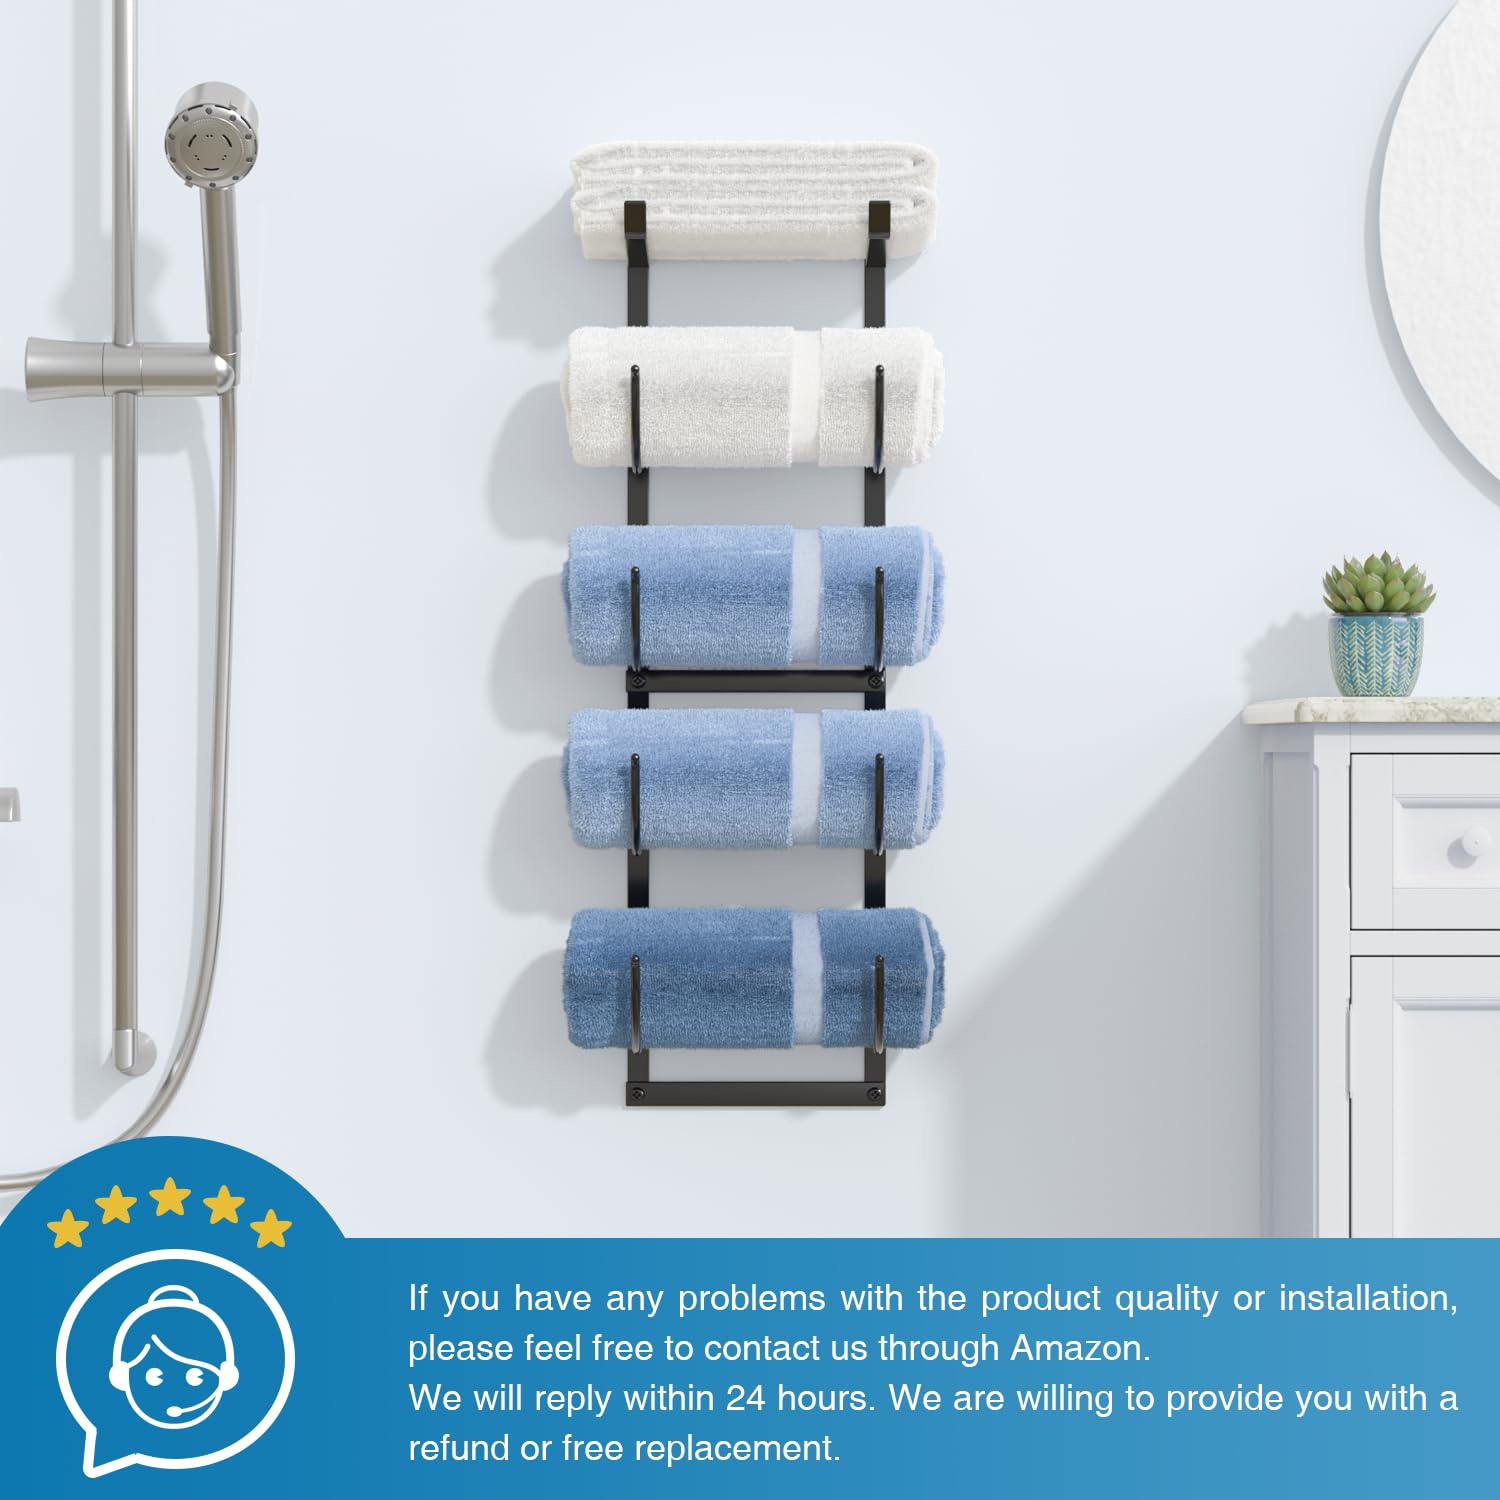 If you have any problems with the product quality or installation,
please feel free to contact us through Amazon.
We will reply within 24 hours. We are willing to provide you with a
refund or free replacement.